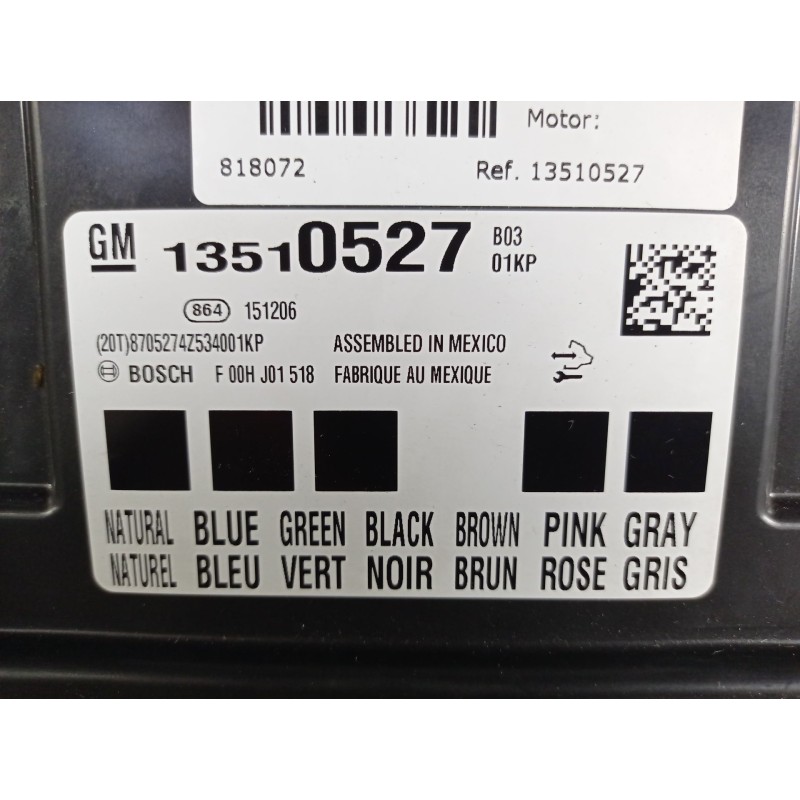 Motor:
818072 Ref. 13510527
GM 13510527 B03
01KP
864 151206
(20T)8705274Z534001KP ASSEMBLED IN MEXICO
BOSCH F 00H J01 518 FABRIQUE AU MEXIQUE
NATURAL BLUE GREEN BLACK BROWN PINK GRAY
NATUREL BLEU VERT NOIR BRUN ROSE GRIS